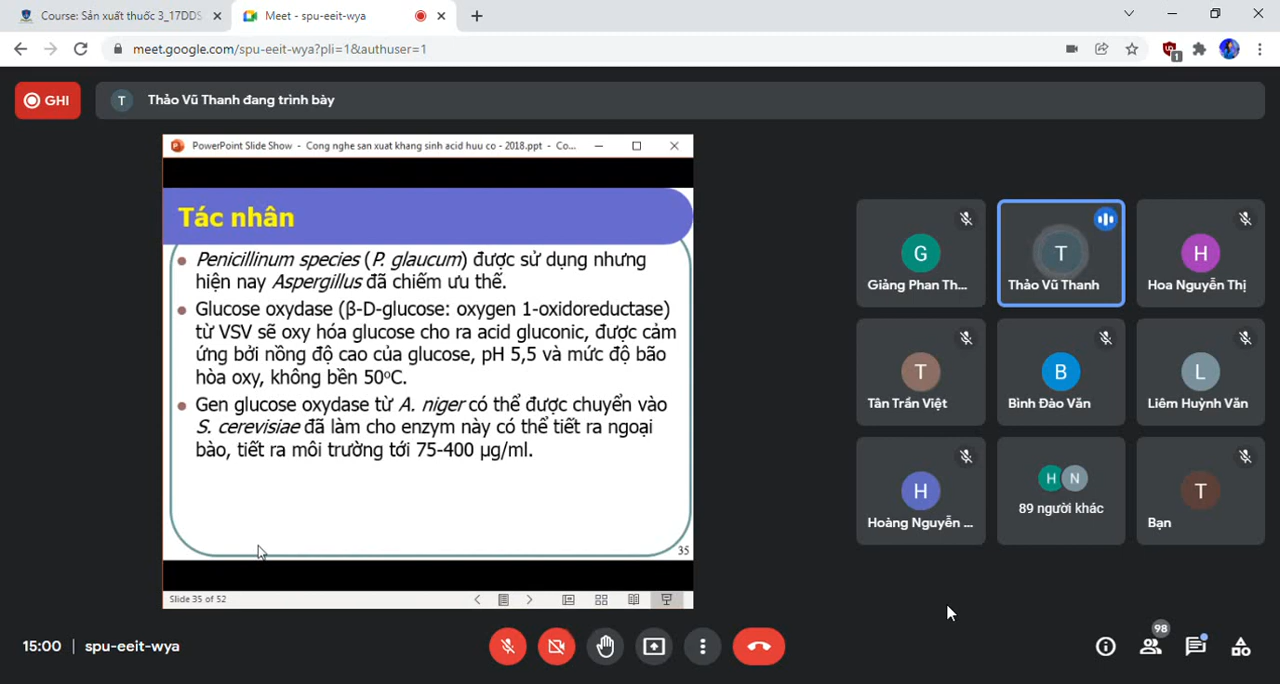 Course: Sản xuất thuốc 3_17DDS
Meet - spu-eeit-wya
meet.google.com/spu-eeit-wya?pli=1&authuser=1
1
GHI
T
Thảo Vũ Thanh đang trình bày
PowerPoint Slide Show - Cong nghe san xuat khang sinh acid huu co - 2018.ppt - Co...
Tác nhân
Penicillinum species (P. glaucum) được sử dụng nhưng
hiện nay Aspergillus đã chiếm ưu thế.
Glucose oxydase (β-D-glucose: oxygen 1-oxidoreductase)
từ VSV sẽ oxy hóa glucose cho ra acid gluconic, được cảm
ứng bởi nồng độ cao của glucose, pH 5,5 và mức độ bão
hòa oxy, không bền 50oC.
Gen glucose oxydase từ A. niger có thể được chuyển vào
S. cerevisiae đã làm cho enzym này có thể tiết ra ngoại
bào, tiết ra môi trường tới 75-400 µg/ml.
35
Slide 35 of 52
G
Giảng Phan Th...
T
Thảo Vũ Thanh
H
Hoa Nguyễn Thị
T
Tân Trần Việt
B
Bình Đào Văn
L
Liêm Huỳnh Văn
H
Hoàng Nguyễn ...
H N
89 người khác
T
Bạn
15:00 | spu-eeit-wya
98